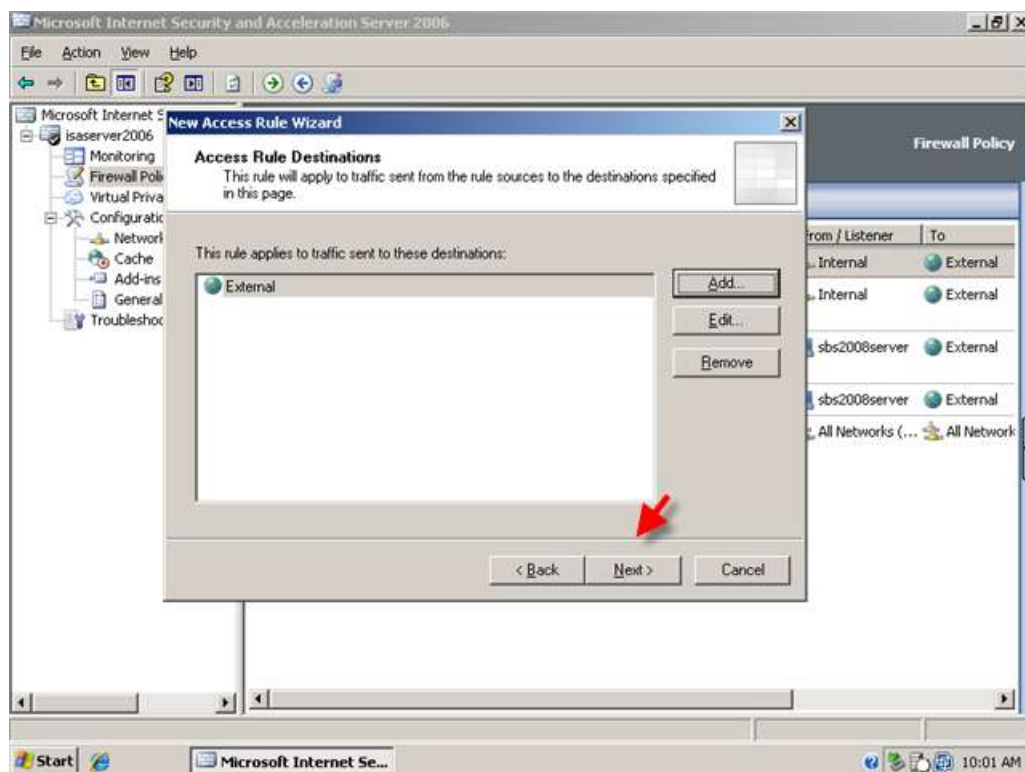 Microsoft Internet Security and Acceleration Server 2006
File Action View Help
Microsoft Internet S
isaserver2006
Monitoring
Firewall Poli
Virtual Priva
Configuratio
Network
Cache
Add-ins
General
Troubleshoo
New Access Rule Wizard
Access Rule Destinations
This rule will apply to traffic sent from the rule sources to the destinations specified
in this page.
This rule applies to traffic sent to these destinations:
External
Add...
Edit...
Remove
< Back
Next >
Cancel
Firewall Policy
From / Listener To
Internal External
Internal External
sbs2008server External
sbs2008server External
All Networks (... All Network
Start
Microsoft Internet Se...
10:01 AM